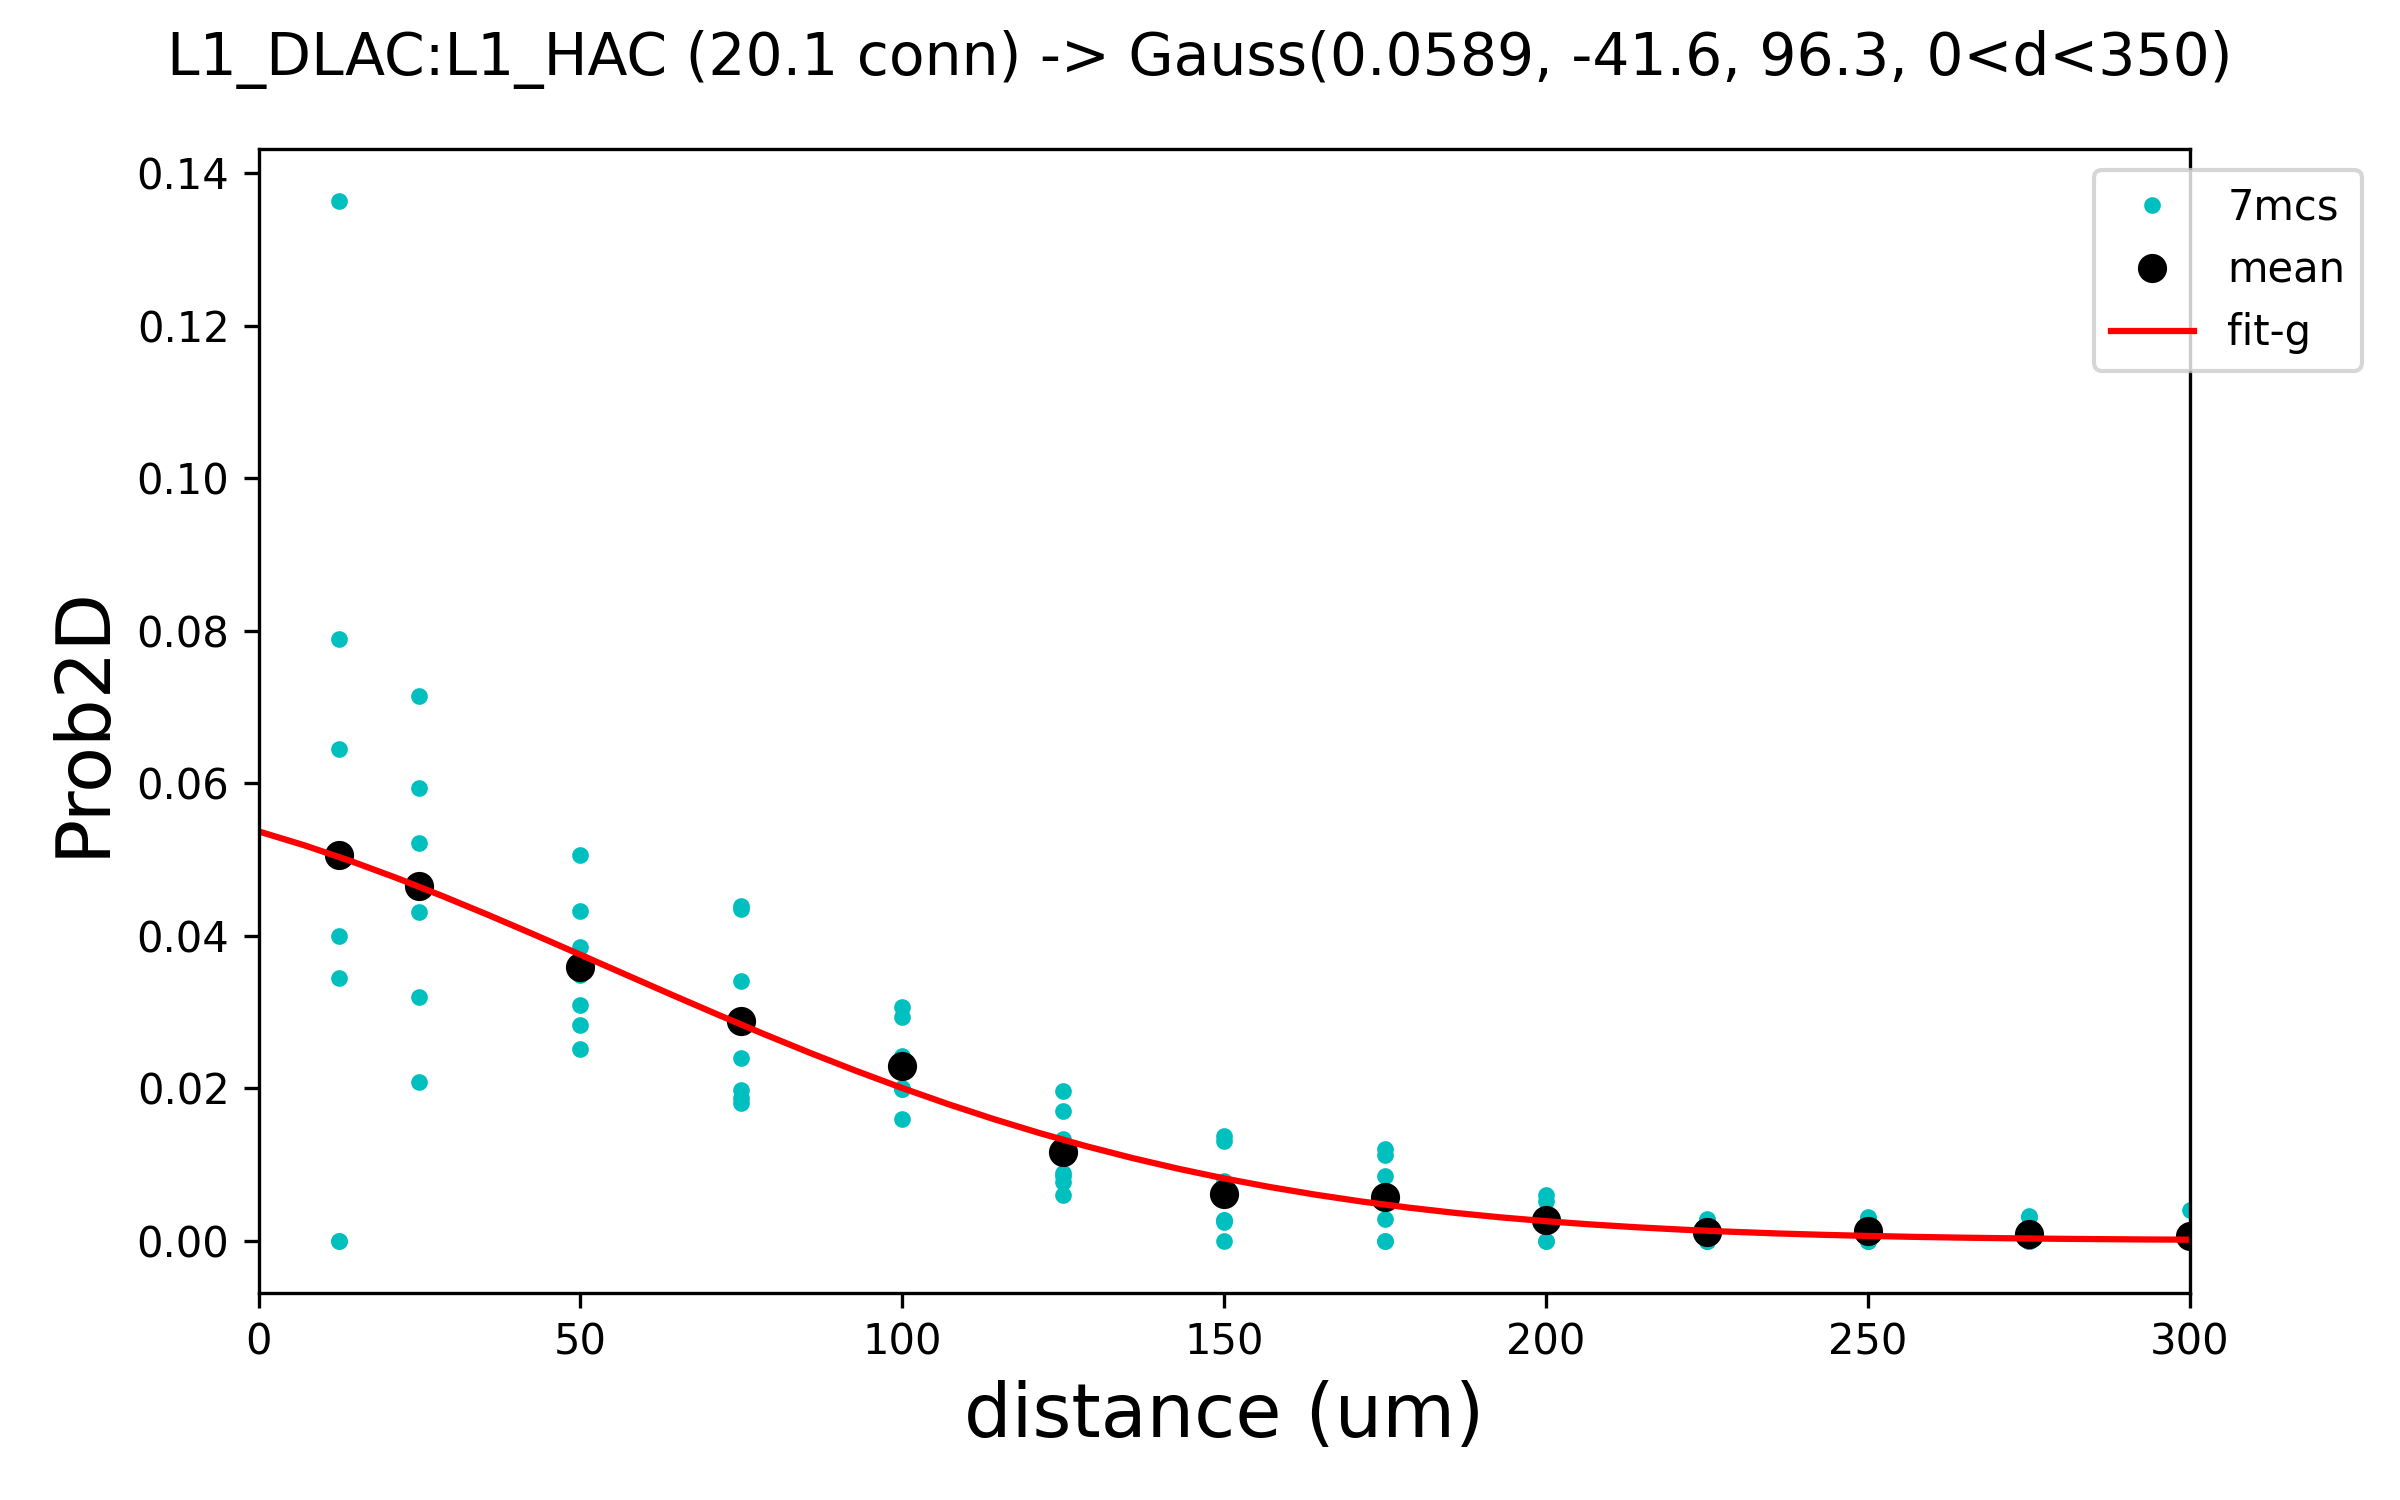 L1_DLAC:L1_HAC (20.1 conn) -> Gauss(0.0589, -41.6, 96.3, 0<d<350)
0.14
0.12
0.10
0.08
0.06
0.04
0.02
0.00
Prob2D
7mcs
mean
fit-g
0 50 100 150 200 250 300
distance (um)